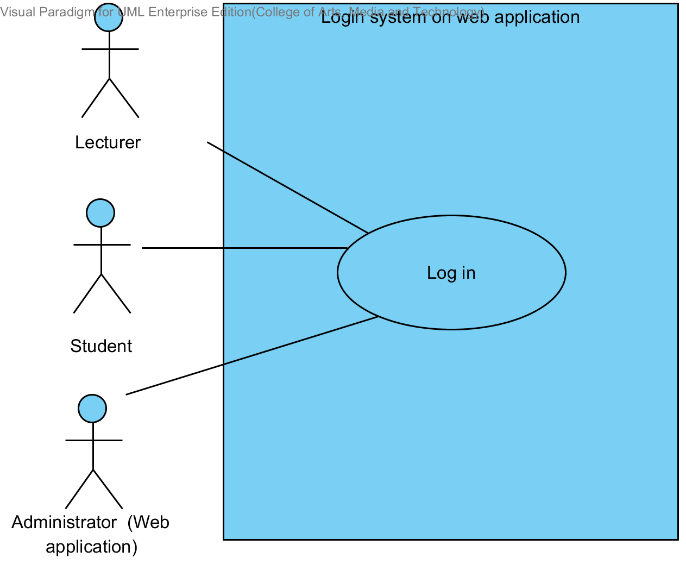 Visual Paradigm for UML Enterprise Edition(College of Arts, Media and Technology)
Login system on web application
Lecturer
Log in
Student
Administrator (Web
application)